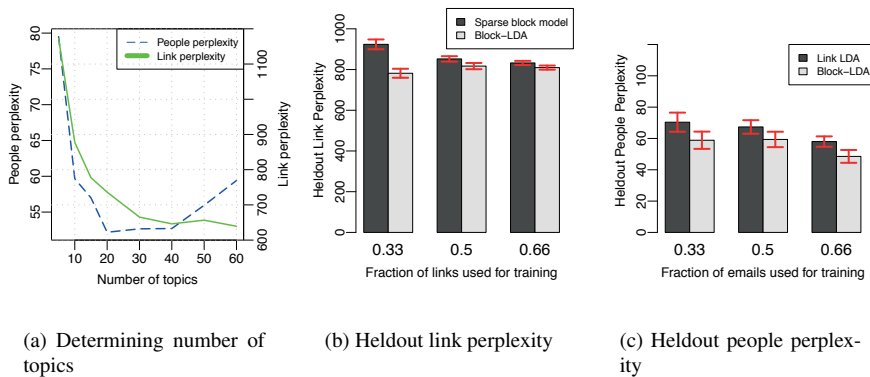 People perplexity
Link perplexity
80
75
70
65
60
55
People perplexity
1100
900
800
700
600
Link perplexity
10 20 30 40 50 60
Number of topics
Sparse block model
Block−LDA
Heldout Link Perplexity
1000
800
600
400
200
0
0.33 0.5 0.66
Fraction of links used for training
Link LDA
Block−LDA
Heldout People Perplexity
100
80
60
40
20
0
0.33 0.5 0.66
Fraction of emails used for training
(a) Determining number of
topics
(b) Heldout link perplexity
(c) Heldout people perplex-
ity